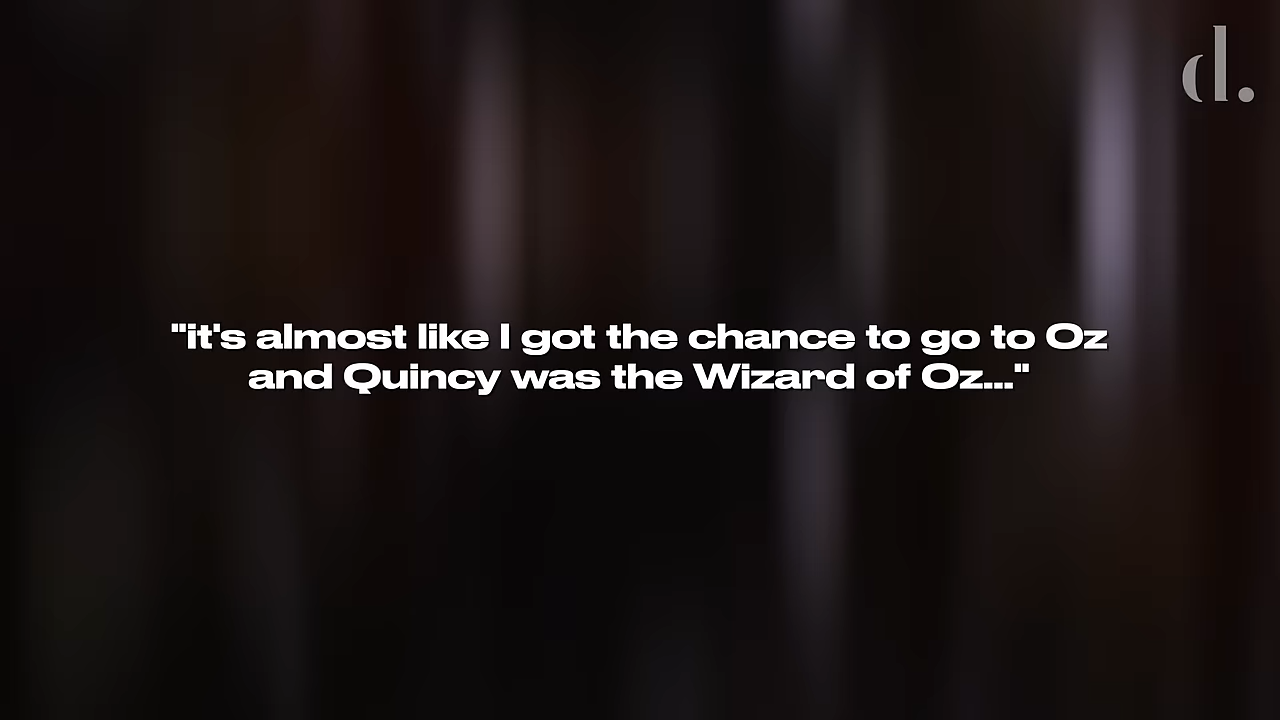 d.
"it's almost like I got the chance to go to Oz
and Quincy was the Wizard of Oz..."